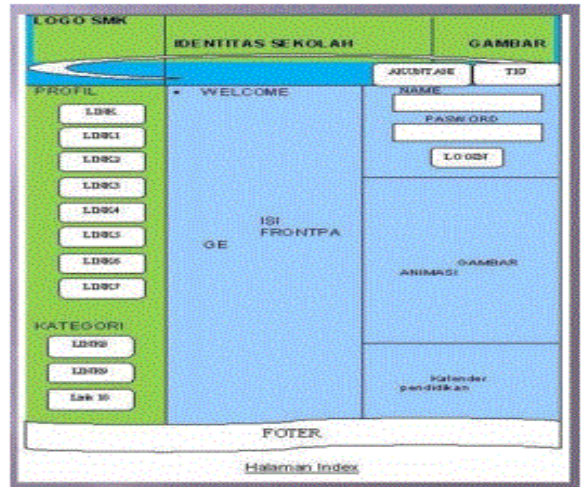 LOGO SMK
IDENTITAS SEKOLAH
GAMBAR
AKUNTANSI
TKJ
PROFIL
LINK
LINK1
LINK2
LINK3
LINK4
LINK5
LINK6
LINK7
KATEGORI
LINK8
LINK9
Link 10
• WELCOME
ISI
FRONTPA
GE
NAME
PASWORD
LOGIN
GAMBAR
ANIMASI
Kalender
pendidikan
FOTER
Halaman Index